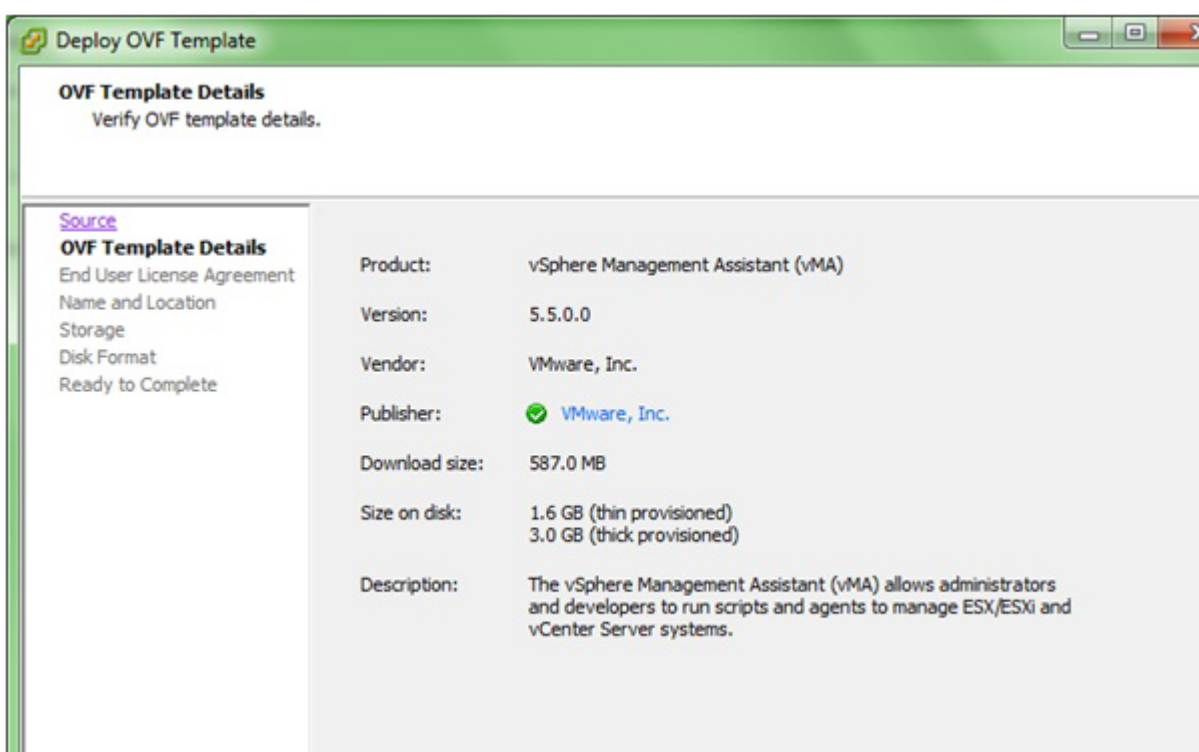 Deploy OVF Template
OVF Template Details
Verify OVF template details.
Source
OVF Template Details
End User License Agreement
Name and Location
Storage
Disk Format
Ready to Complete
Product: vSphere Management Assistant (vMA)
Version: 5.5.0.0
Vendor: VMware, Inc.
Publisher: VMware, Inc.
Download size: 587.0 MB
Size on disk: 1.6 GB (thin provisioned)
3.0 GB (thick provisioned)
Description: The vSphere Management Assistant (vMA) allows administrators
and developers to run scripts and agents to manage ESX/ESXi and
vCenter Server systems.